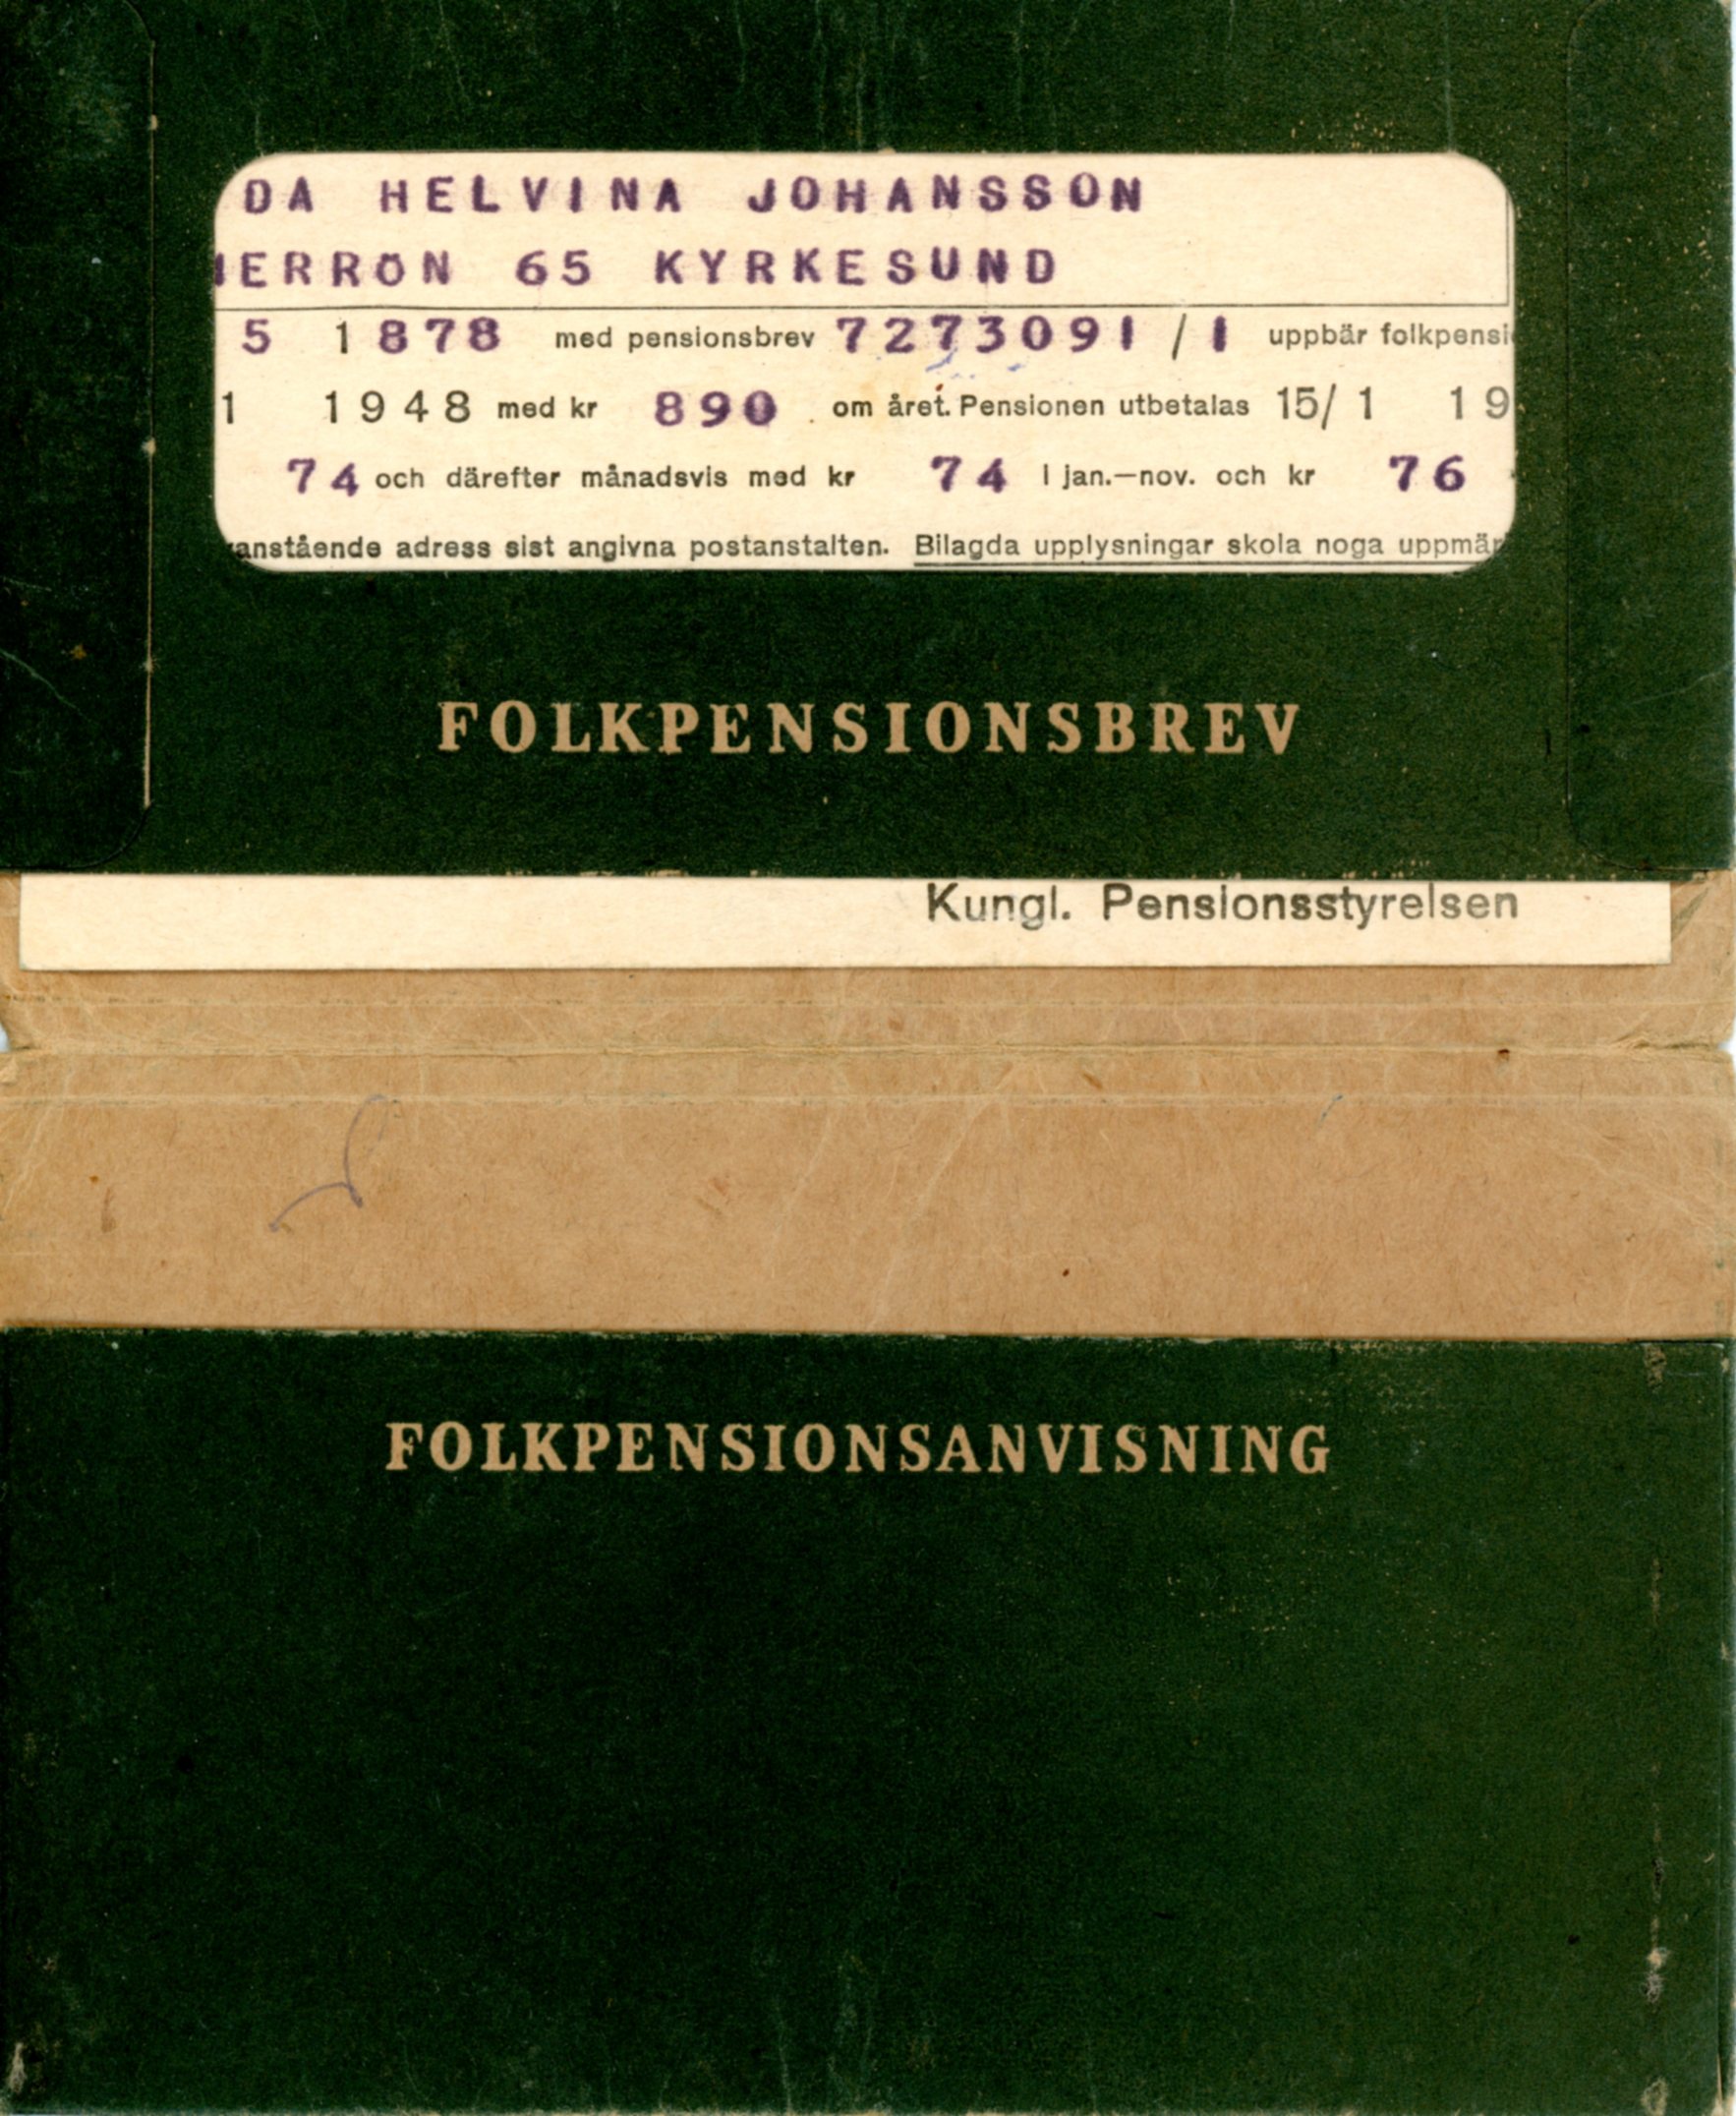 DA HELVINA JOHANSSON
HERRÖN 65 KYRKESUND
5 1878 med pensionsbrev 7273091 / 1 uppbär folkpensi
1 1948 med kr 890 om året. Pensionen utbetalas 15/1 19
74 och därefter månadsvis med kr 74 i jan.—nov. och kr 76
anstående adress sist angivna postanstalten. Bilagda upplysningar skola noga uppmär
FOLKPENSIONSBREV
Kungl. Pensionsstyrelsen
FOLKPENSIONSANVISNING